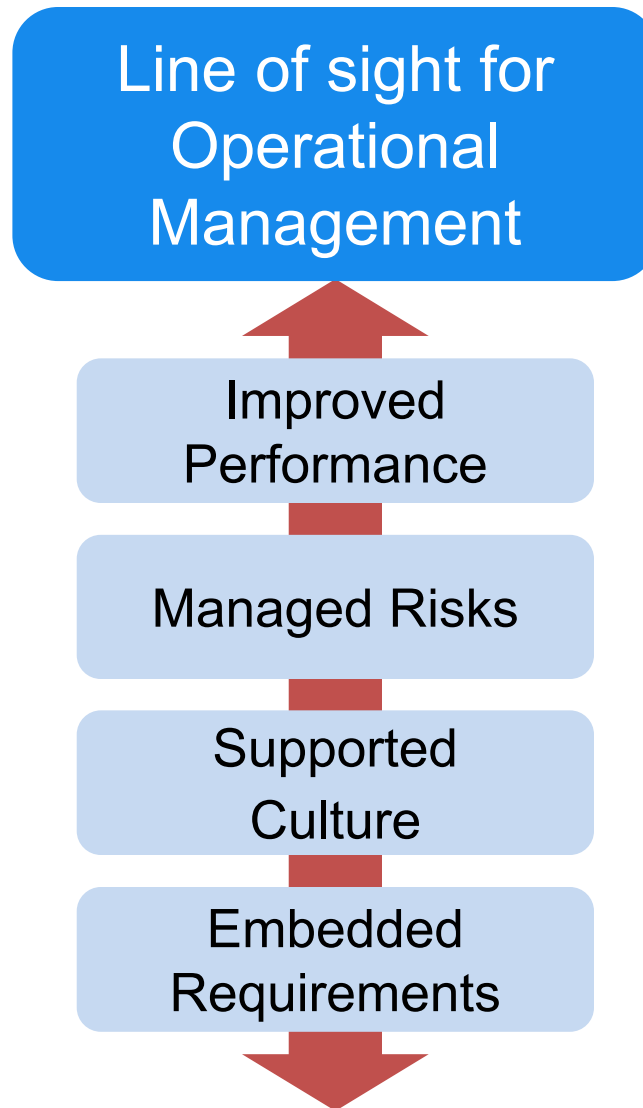 Line of sight for
Operational
Management
Improved
Performance
Managed Risks
Supported
Culture
Embedded
Requirements